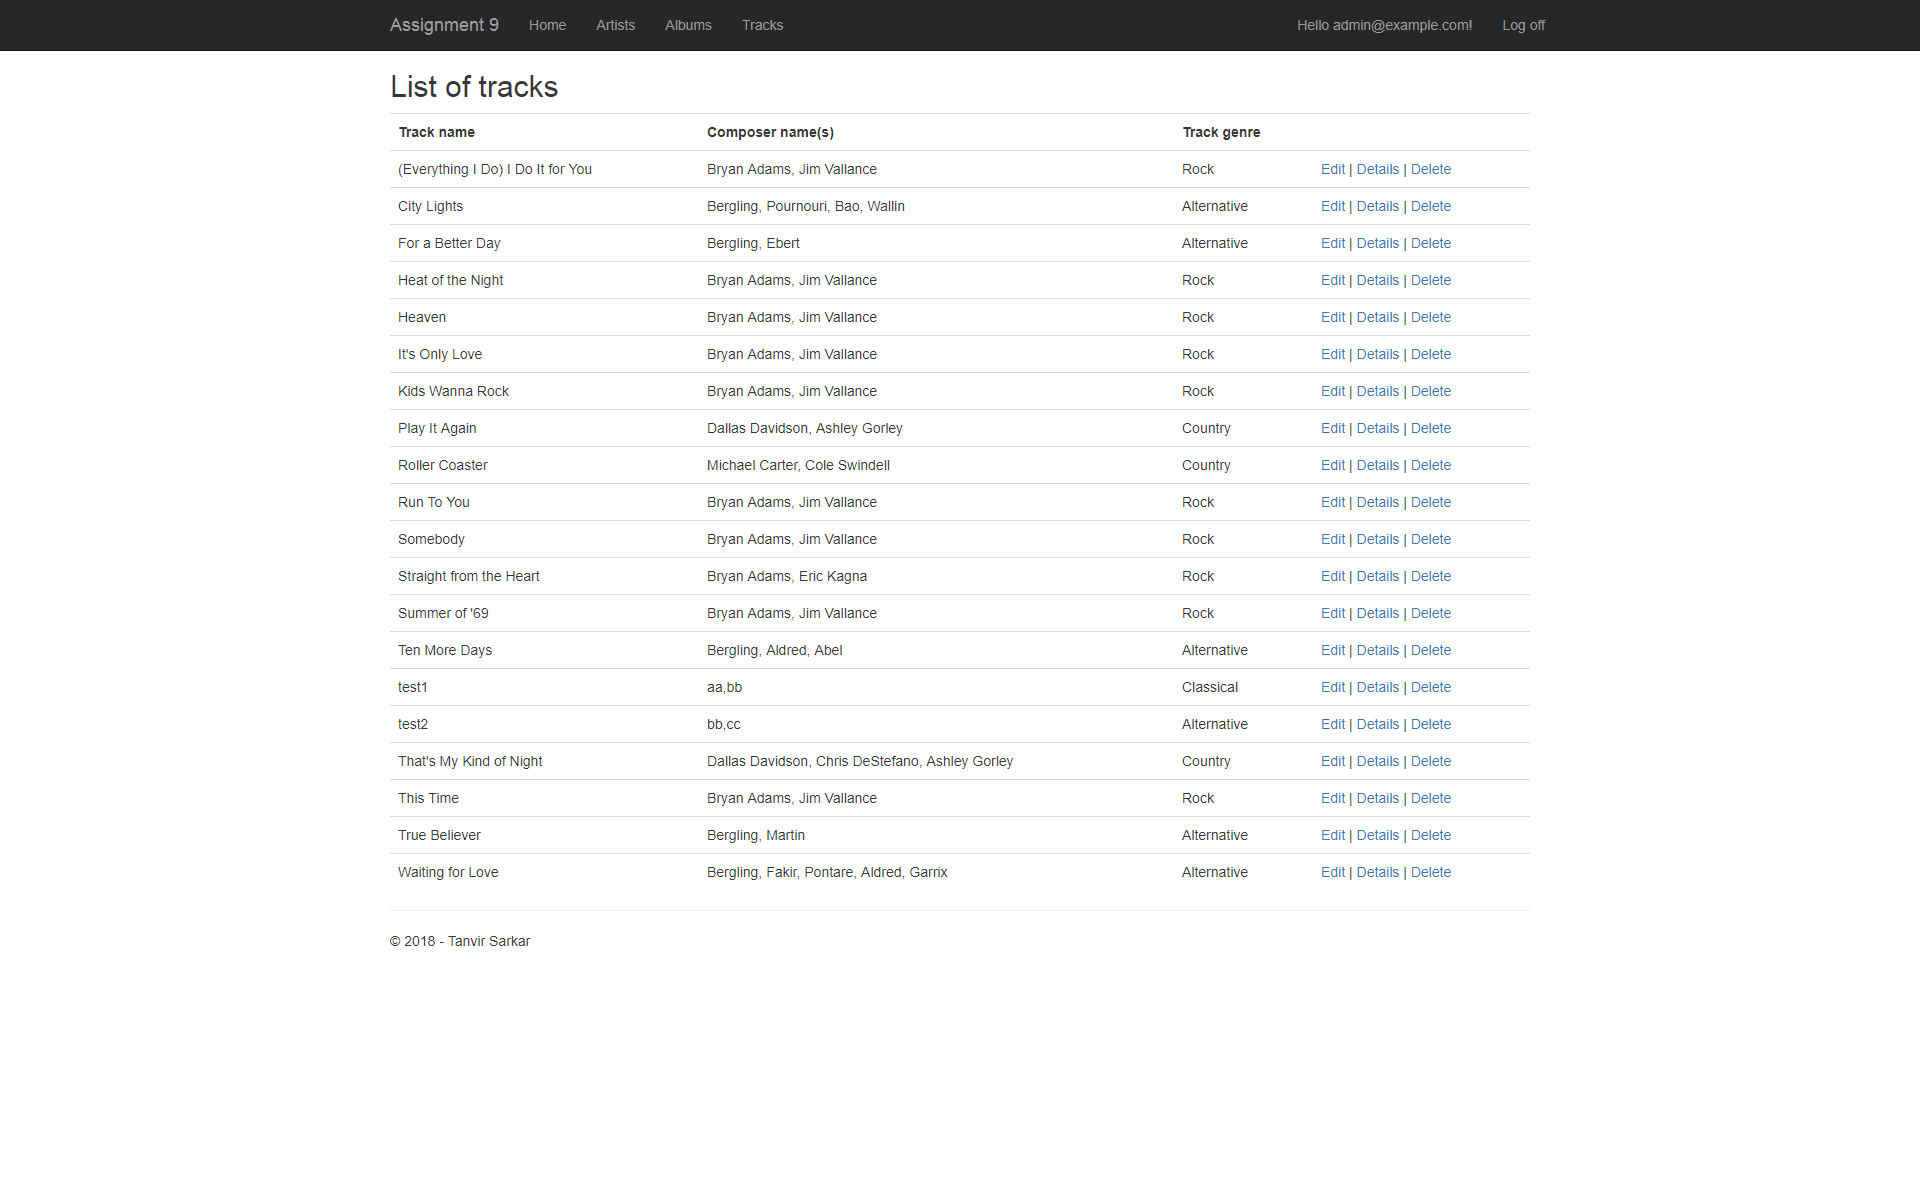 Assignment 9 Home Artists Albums Tracks Hello admin@example.com! Log off
List of tracks
Track name Composer name(s) Track genre
(Everything I Do) I Do It for You Bryan Adams, Jim Vallance Rock Edit | Details | Delete
City Lights Bergling, Pournouri, Bao, Wallin Alternative Edit | Details | Delete
For a Better Day Bergling, Ebert Alternative Edit | Details | Delete
Heat of the Night Bryan Adams, Jim Vallance Rock Edit | Details | Delete
Heaven Bryan Adams, Jim Vallance Rock Edit | Details | Delete
It's Only Love Bryan Adams, Jim Vallance Rock Edit | Details | Delete
Kids Wanna Rock Bryan Adams, Jim Vallance Rock Edit | Details | Delete
Play It Again Dallas Davidson, Ashley Gorley Country Edit | Details | Delete
Roller Coaster Michael Carter, Cole Swindell Country Edit | Details | Delete
Run To You Bryan Adams, Jim Vallance Rock Edit | Details | Delete
Somebody Bryan Adams, Jim Vallance Rock Edit | Details | Delete
Straight from the Heart Bryan Adams, Eric Kagna Rock Edit | Details | Delete
Summer of '69 Bryan Adams, Jim Vallance Rock Edit | Details | Delete
Ten More Days Bergling, Aldred, Abel Alternative Edit | Details | Delete
test1 aa,bb Classical Edit | Details | Delete
test2 bb,cc Alternative Edit | Details | Delete
That's My Kind of Night Dallas Davidson, Chris DeStefano, Ashley Gorley Country Edit | Details | Delete
This Time Bryan Adams, Jim Vallance Rock Edit | Details | Delete
True Believer Bergling, Martin Alternative Edit | Details | Delete
Waiting for Love Bergling, Fakir, Pontare, Aldred, Garrix Alternative Edit | Details | Delete
© 2018 - Tanvir Sarkar